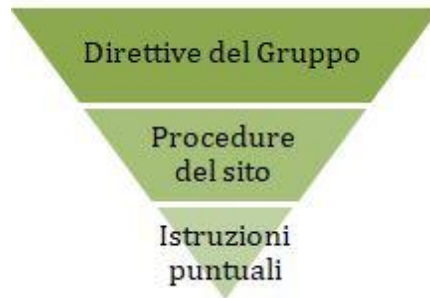 Direttive del Gruppo
Procedure
del sito
Istruzioni
puntuali